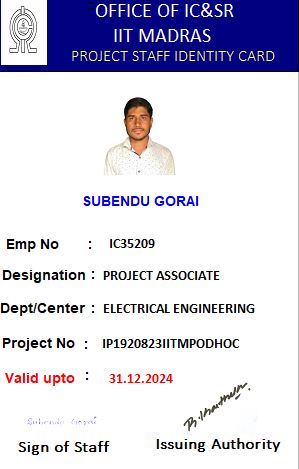 OFFICE OF IC&SR
IIT MADRAS
PROJECT STAFF IDENTITY CARD
SUBENDU GORAI
Emp No : IC35209
Designation : PROJECT ASSOCIATE
Dept/Center : ELECTRICAL ENGINEERING
Project No : IP1920823IITMPODHOC
Valid upto : 31.12.2024
Subendu Gorai
Sign of Staff Issuing Authority